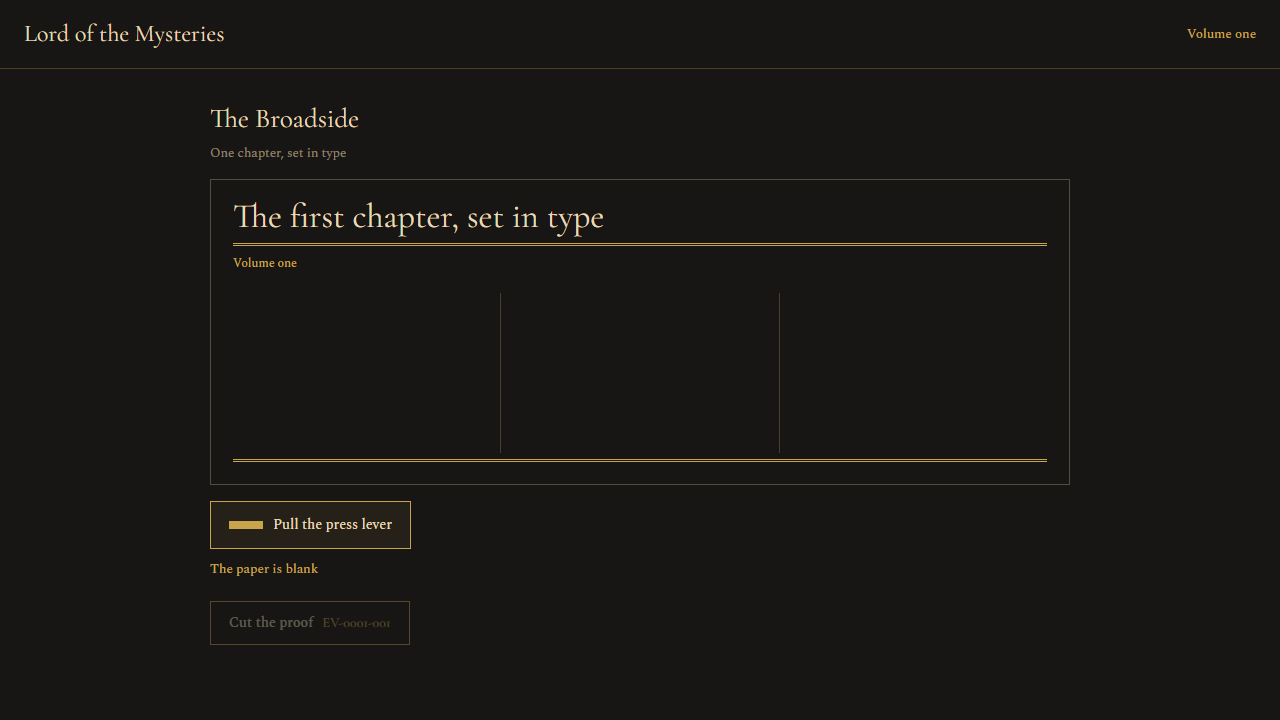 Lord of the Mysteries
Volume one
The Broadside
One chapter, set in type
The first chapter, set in type
Volume one
Pull the press lever
The paper is blank
Cut the proof EV-0001-001